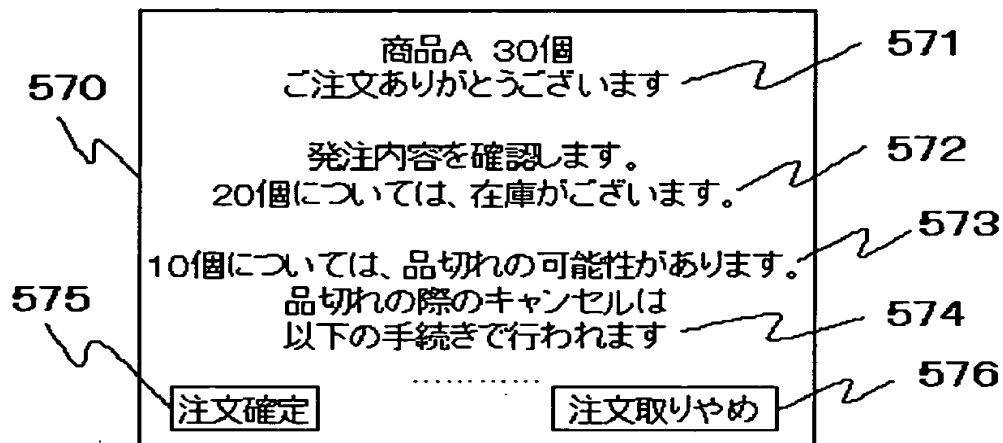 商品A 30個
571
ご注文ありがとうございます
570
発注内容を確認します。
572
20個については、在庫がございます。
573
10個については、品切れの可能性があります。
575
品切れの際のキャンセルは
574
以下の手続きで行われます
............
576
注文確定
注文取りやめ